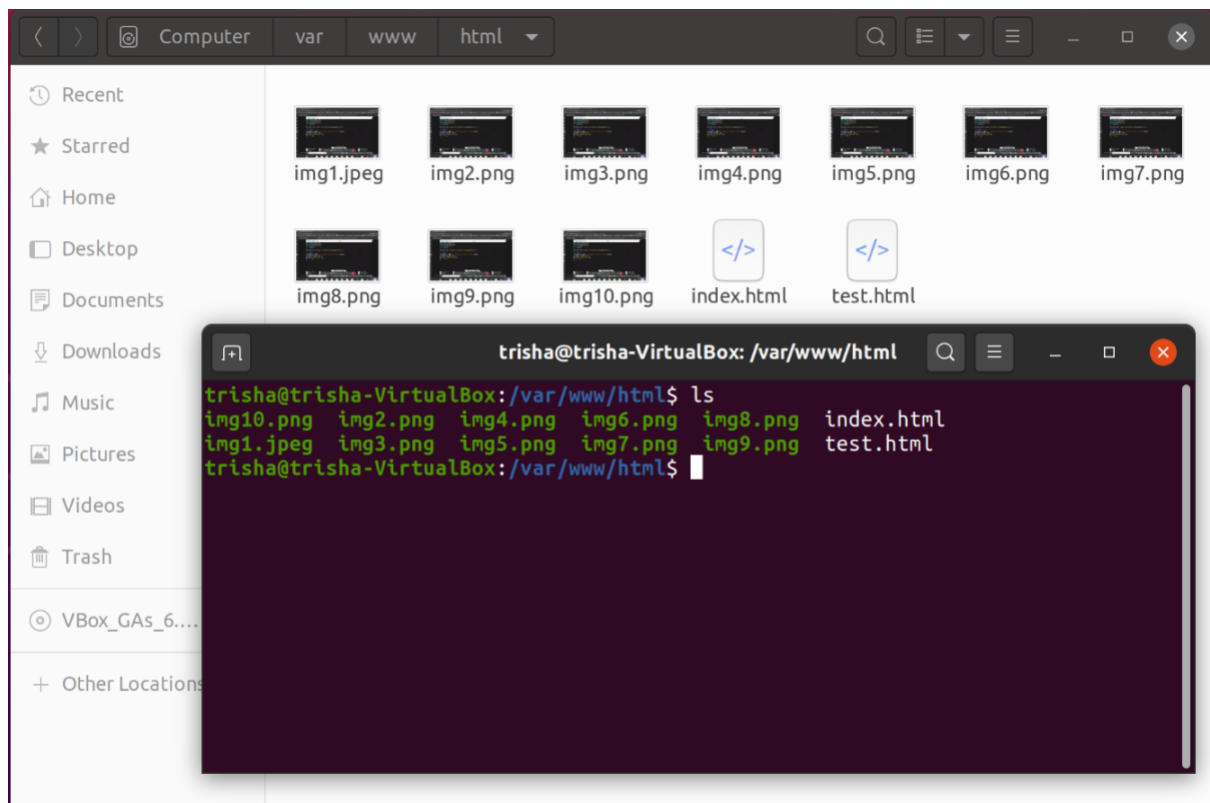 Computer var www html
Recent
Starred
Home
Desktop
Documents
Downloads
Music
Pictures
Videos
Trash
VBox_GAs_6....
Other Locations
img1.jpeg img2.png img3.png img4.png img5.png img6.png img7.png
img8.png img9.png img10.png index.html test.html
trisha@trisha-VirtualBox: /var/www/html
trisha@trisha-VirtualBox:/var/www/html$ ls
img10.png img2.png img4.png img6.png img8.png index.html
img1.jpeg img3.png img5.png img7.png img9.png test.html
trisha@trisha-VirtualBox:/var/www/html$